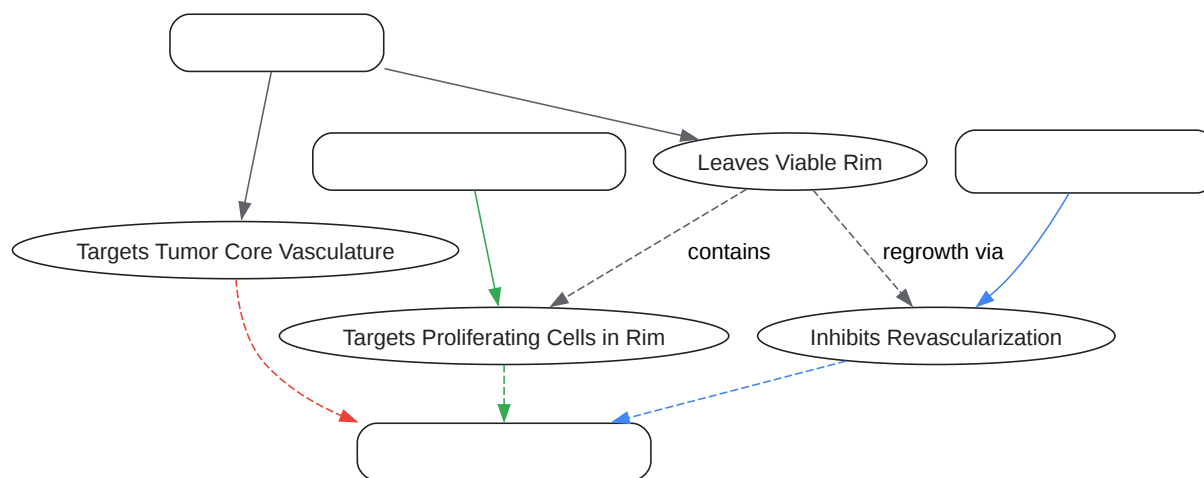 Leaves Viable Rim
Targets Tumor Core Vasculature
contains
regrowth via
Targets Proliferating Cells in Rim
Inhibits Revascularization